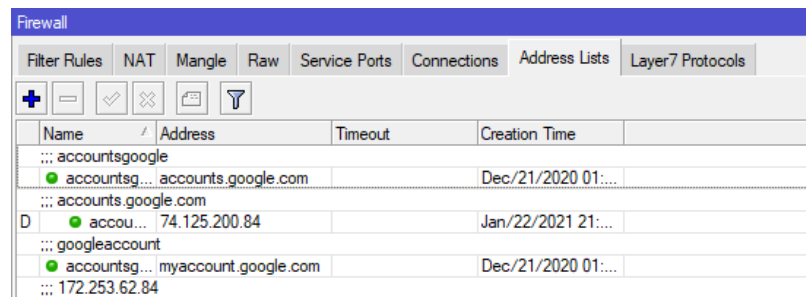 Firewall
Filter Rules NAT Mangle Raw Service Ports Connections Address Lists Layer7 Protocols
Name Address Timeout Creation Time
;;; accountsgoogle
accountsg... accounts.google.com Dec/21/2020 01:...
;;; accounts.google.com
D accou... 74.125.200.84 Jan/22/2021 21:...
;;; googleaccount
accountsg... myaccount.google.com Dec/21/2020 01:...
;;; 172.253.62.84